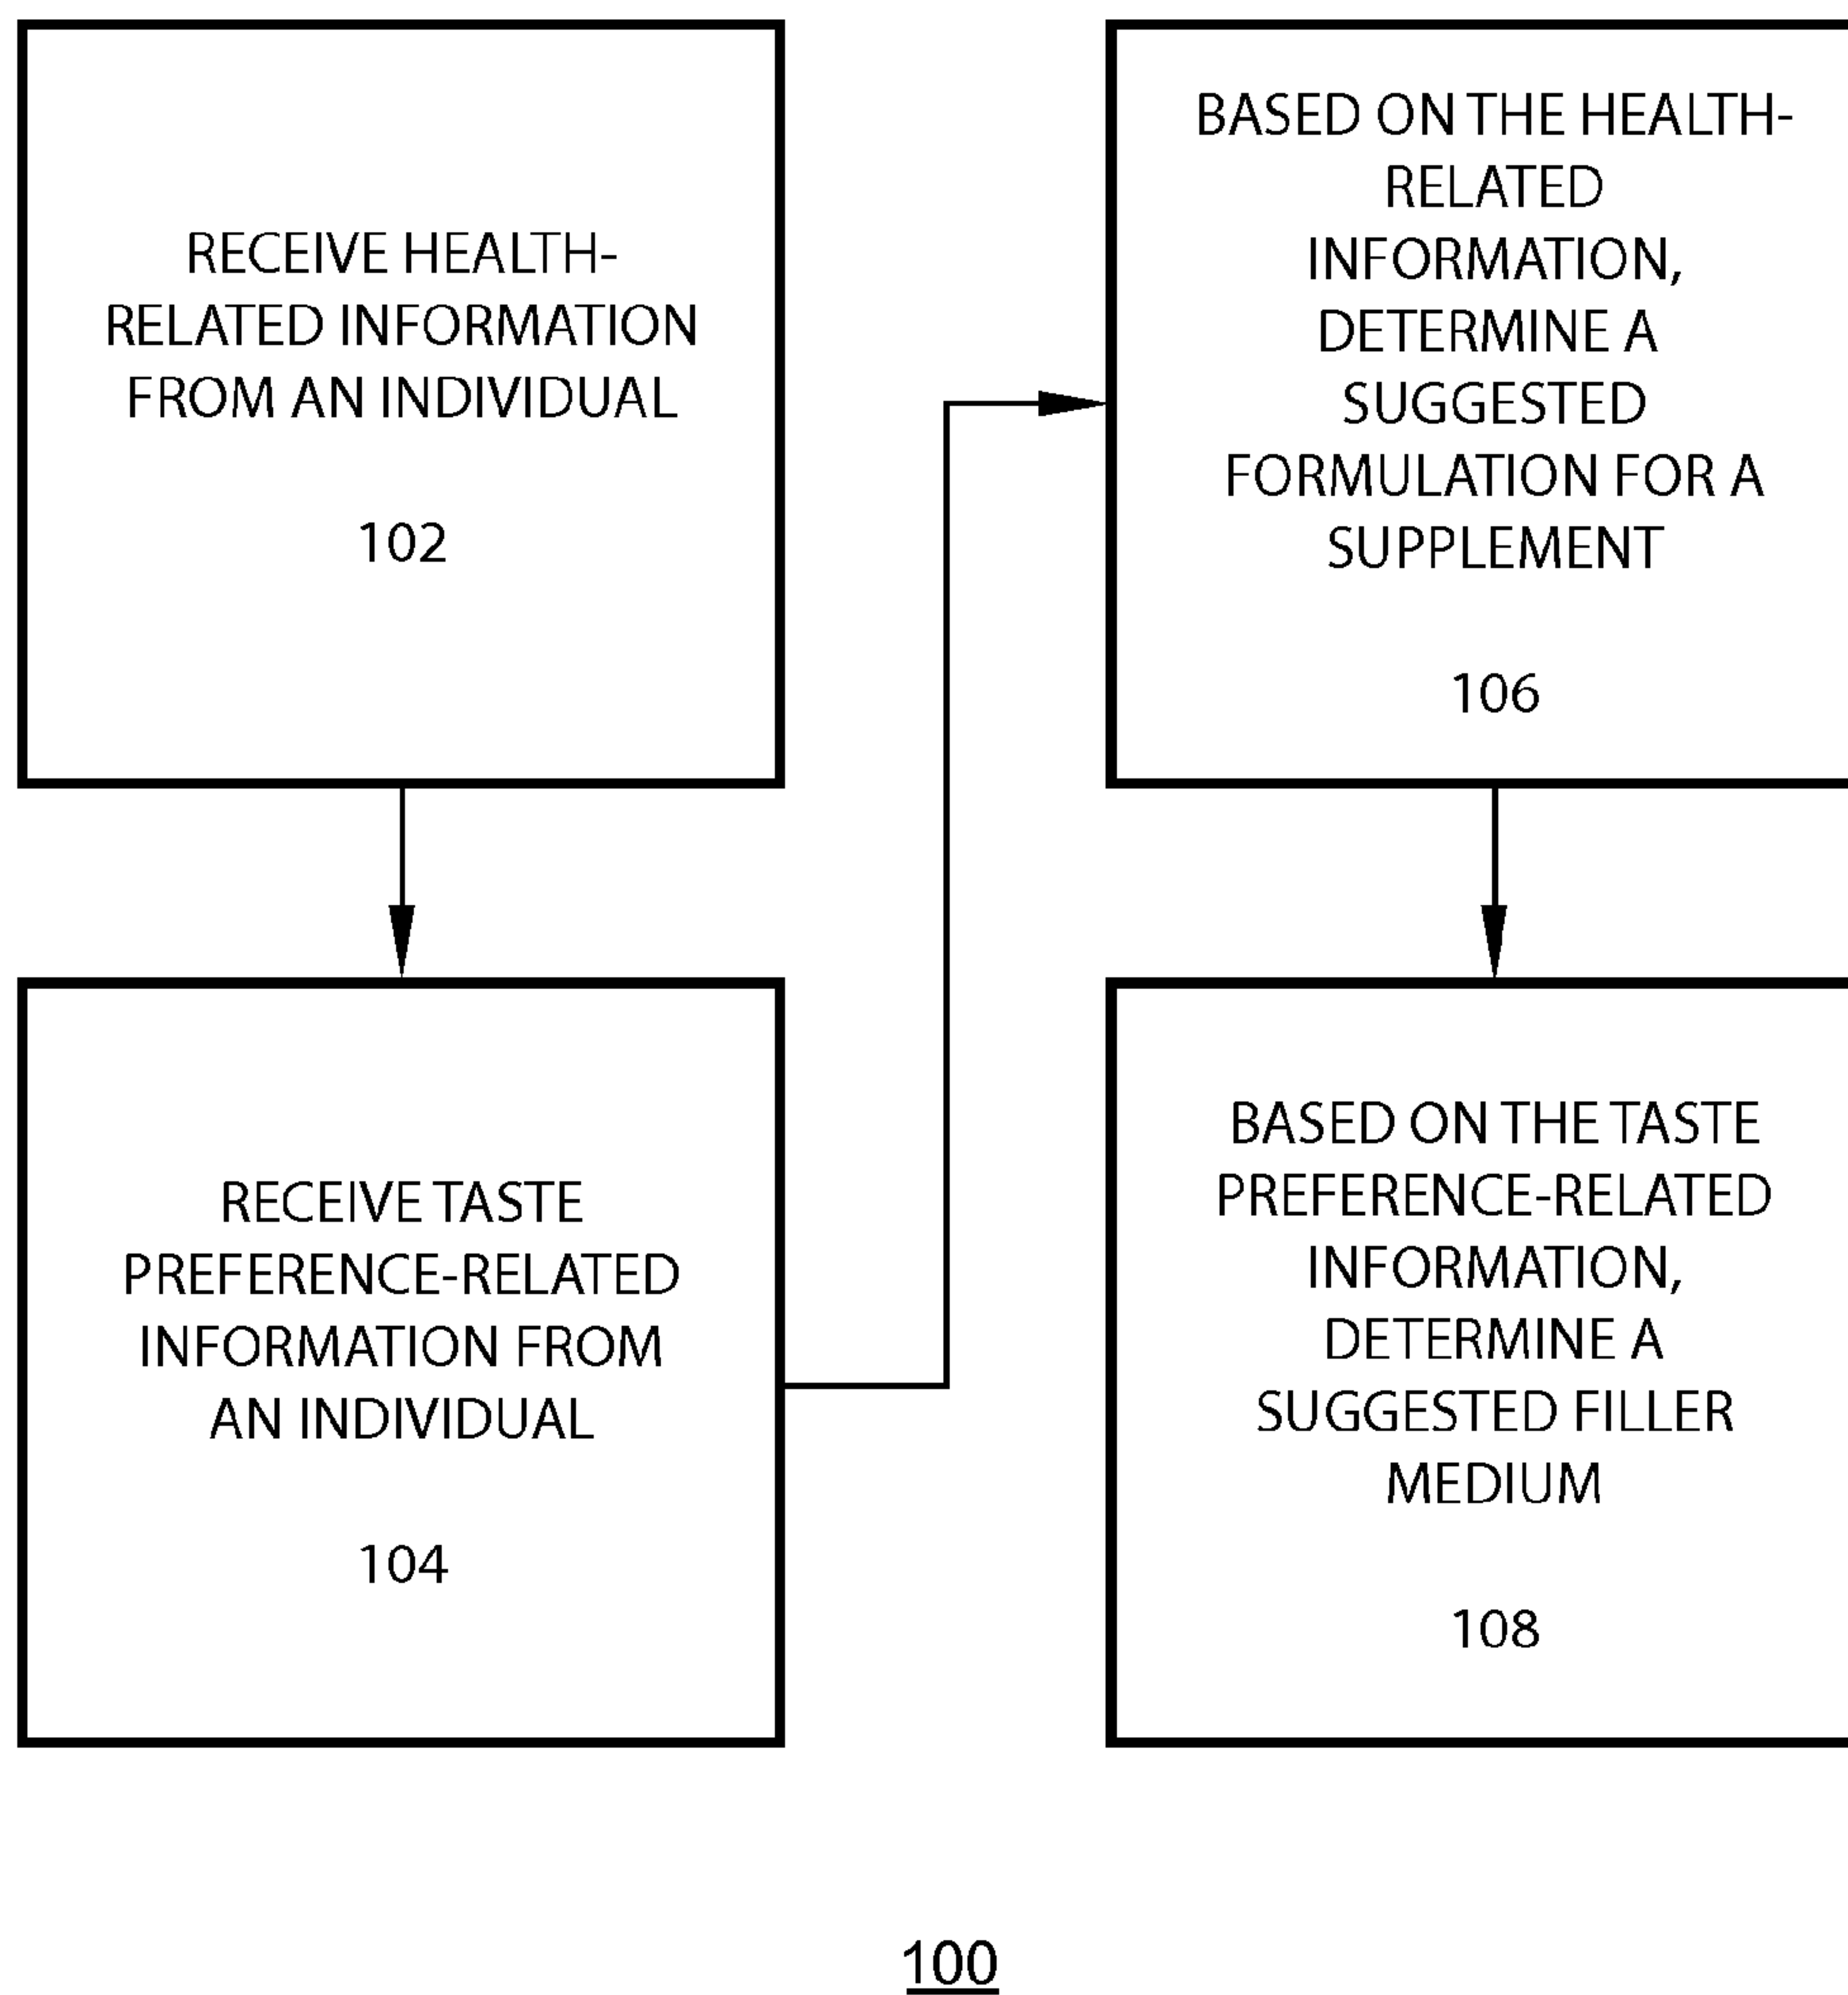 RECEIVE HEALTH-
RELATED INFORMATION
FROM AN INDIVIDUAL
102
RECEIVE TASTE
PREFERENCE-RELATED
INFORMATION FROM
AN INDIVIDUAL
104
BASED ON THE HEALTH-
RELATED
INFORMATION,
DETERMINE A
SUGGESTED
FORMULATION FOR A
SUPPLEMENT
106
BASED ON THE TASTE
PREFERENCE-RELATED
INFORMATION,
DETERMINE A
SUGGESTED FILLER
MEDIUM
108
100